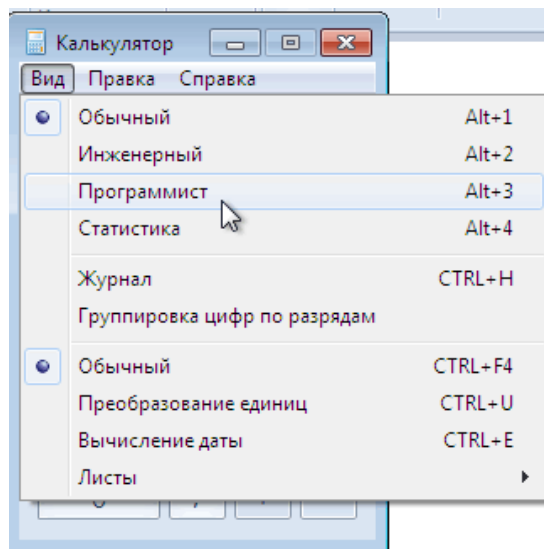 Калькулятор
Вид Правка Справка
Обычный Alt+1
Инженерный Alt+2
Программист Alt+3
Статистика Alt+4
Журнал CTRL+H
Группировка цифр по разрядам
Обычный CTRL+F4
Преобразование единиц CTRL+U
Вычисление даты CTRL+E
Листы